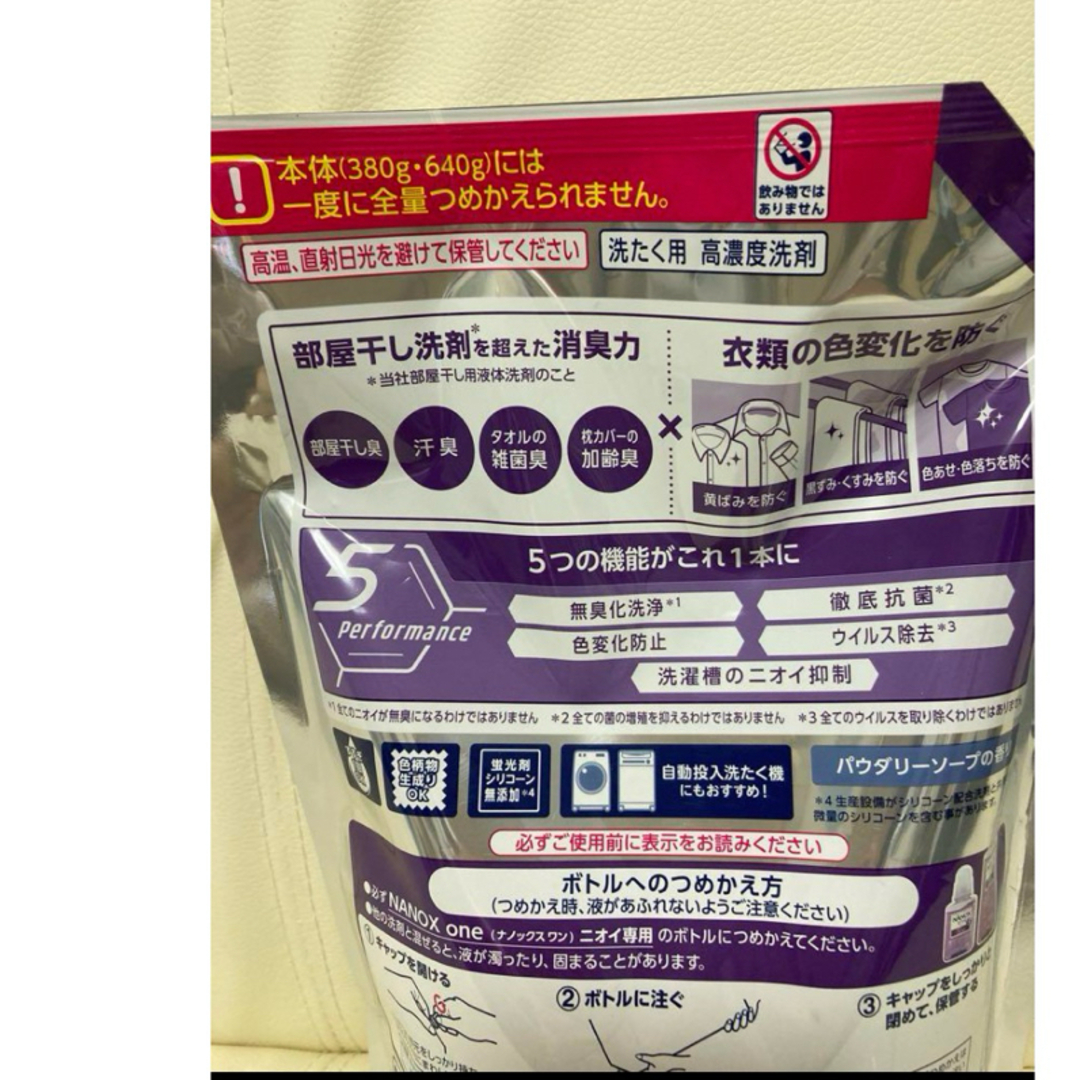 !
本体(380g・640g)には
一度に全量つめかえられません。
飲み物では
ありません
高温、直射日光を避けて保管してください
洗たく用 高濃度洗剤
部屋干し洗剤*を超えた消臭力
*当社部屋干し用液体洗剤のこと
部屋干し臭
汗臭
タオルの
雑菌臭
枕カバーの
加齢臭
×
衣類の色変化を防ぐ
黄ばみを防ぐ
黒ずみ・くすみを防ぐ
色あせ・色落ちを防ぐ
5
Performance
5つの機能がこれ1本に
無臭化洗浄*1
徹底抗菌*2
色変化防止
ウイルス除去*3
洗濯槽のニオイ抑制
*1 全てのニオイが無臭になるわけではありません *2 全ての菌の増殖を抑えるわけではありません *3 全てのウイルスを取り除くわけではありま
色柄物
生成り
OK
蛍光剤
シリコーン
無添加*4
自動投入洗たく機
にもおすすめ!
パウダリーソープの香り
*4 生産設備がシリコーン配合洗剤と
微量のシリコーンを含む事があります。
必ずご使用前に表示をお読みください
ボトルへのつめかえ方
(つめかえ時、液があふれないようご注意ください)
●必ずNANOX one (ナノックス ワン) ニオイ専用 のボトルにつめかえてください。
●他の洗剤と混ぜると、液が濁ったり、固まることがあります。
NANOX
① キャップを開ける
② ボトルに注ぐ
③ キャップをしっかり
閉めて、保管する